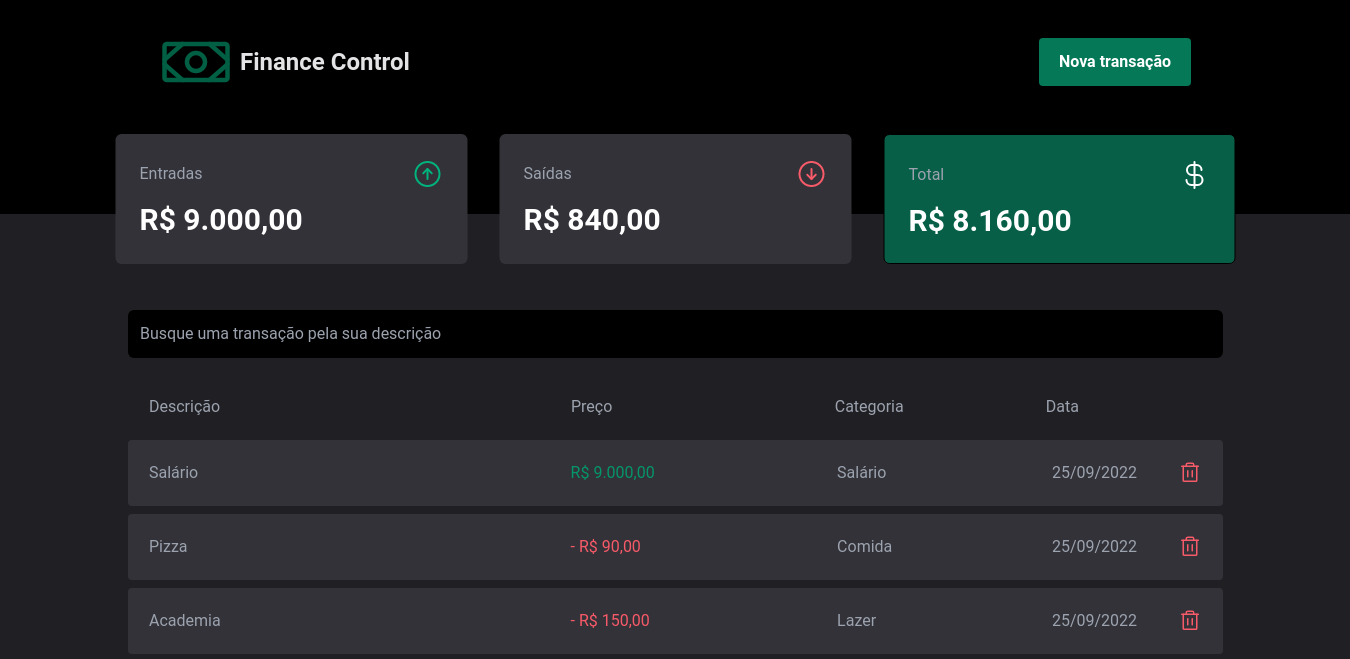 Finance Control
Nova transação
Entradas
R$ 9.000,00
Saídas
R$ 840,00
Total
$
R$ 8.160,00
Busque uma transação pela sua descrição
Descrição Preço Categoria Data
Salário R$ 9.000,00 Salário 25/09/2022
Pizza - R$ 90,00 Comida 25/09/2022
Academia - R$ 150,00 Lazer 25/09/2022